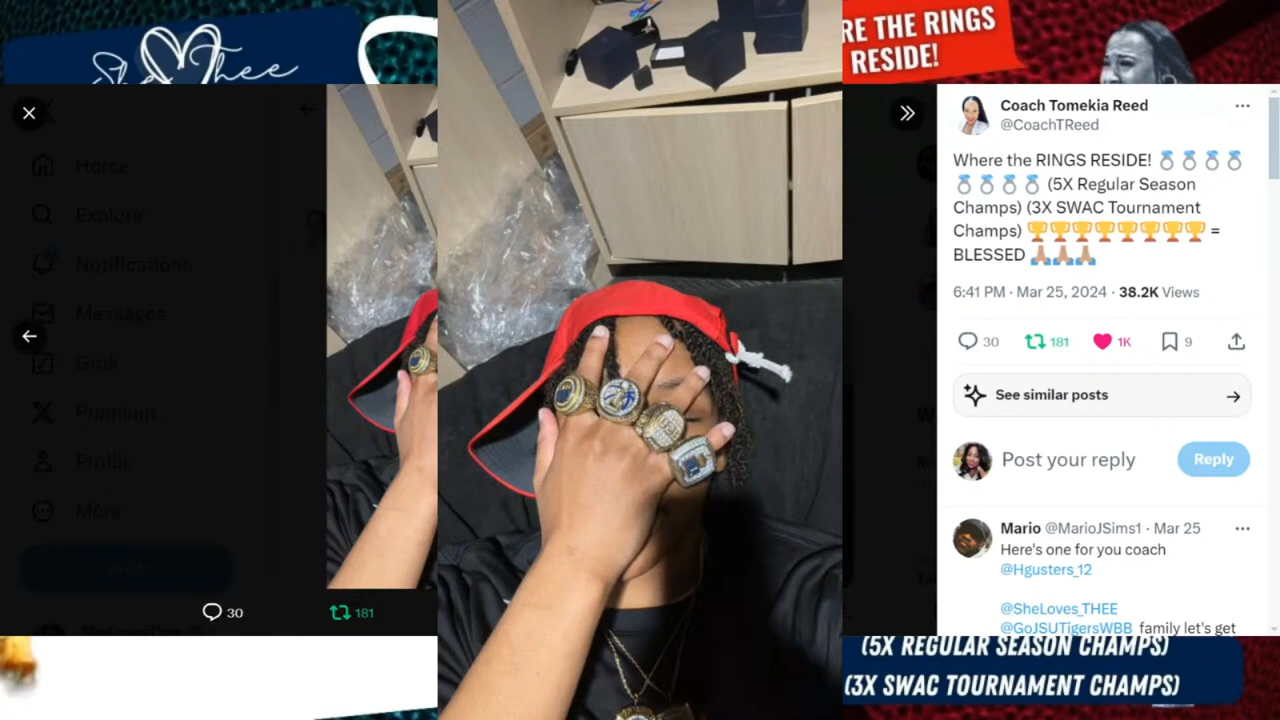 She Thee
RE THE RINGS
RESIDE!
Home
Explore
Notifications
Messages
Grok
Premium
Profile
More
30
181
Coach Tomekia Reed
@CoachTReed
Where the RINGS RESIDE! 💍💍💍💍
💍💍💍💍 (5X Regular Season
Champs) (3X SWAC Tournament
Champs) 🏆🏆🏆🏆🏆🏆🏆🏆 =
BLESSED 🙏🏽🙏🏽🙏🏽
6:41 PM · Mar 25, 2024 · 38.2K Views
30 181 1K 9
See similar posts
Post your reply
Reply
Mario @MarioJSims1 · Mar 25
Here's one for you coach
@Hgusters_12
@SheLoves_THEE
@GoJSUTigersWBB family let's get
(5X REGULAR SEASON CHAMPS)
(3X SWAC TOURNAMENT CHAMPS)